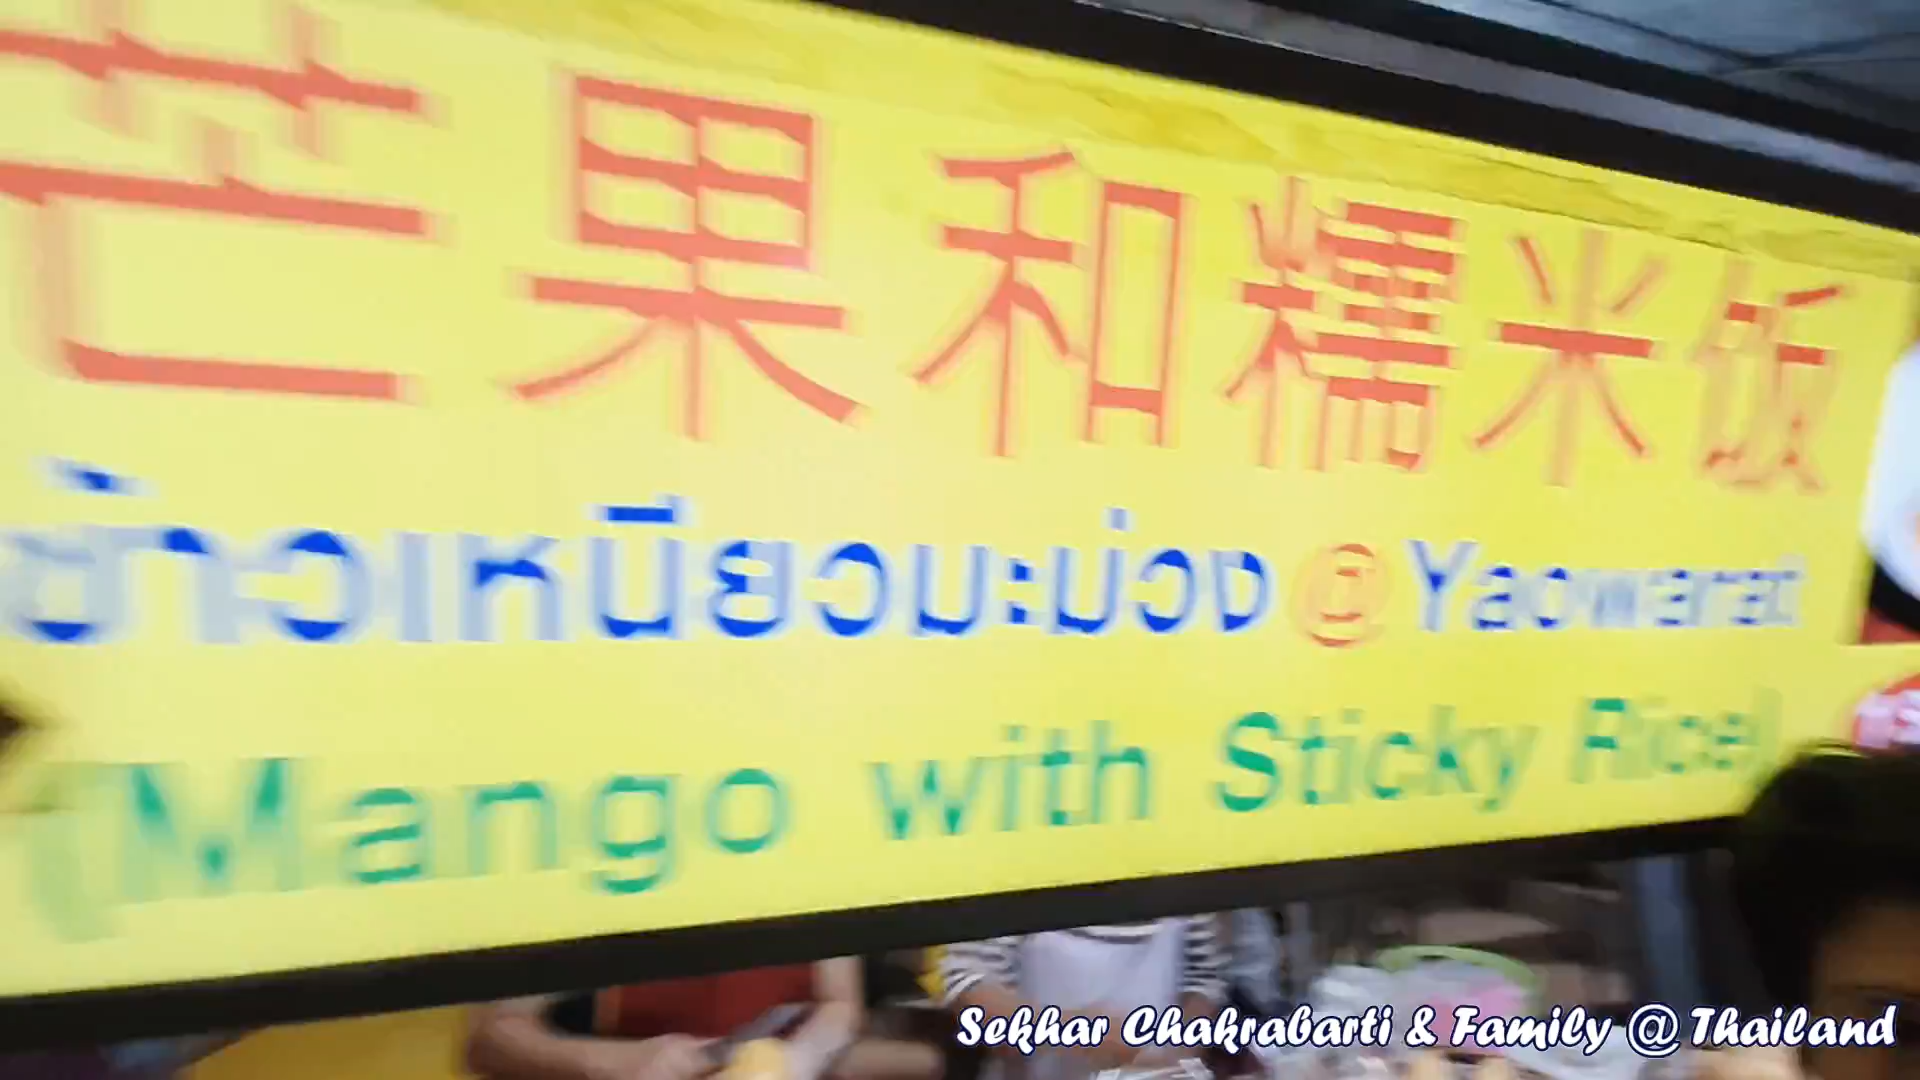 芒果和糯米饭
ข้าวเหนียวมะม่วง @ Yaowarat
(Mango with Sticky Rice)
Sekhar Chakrabarti & Family @ Thailand